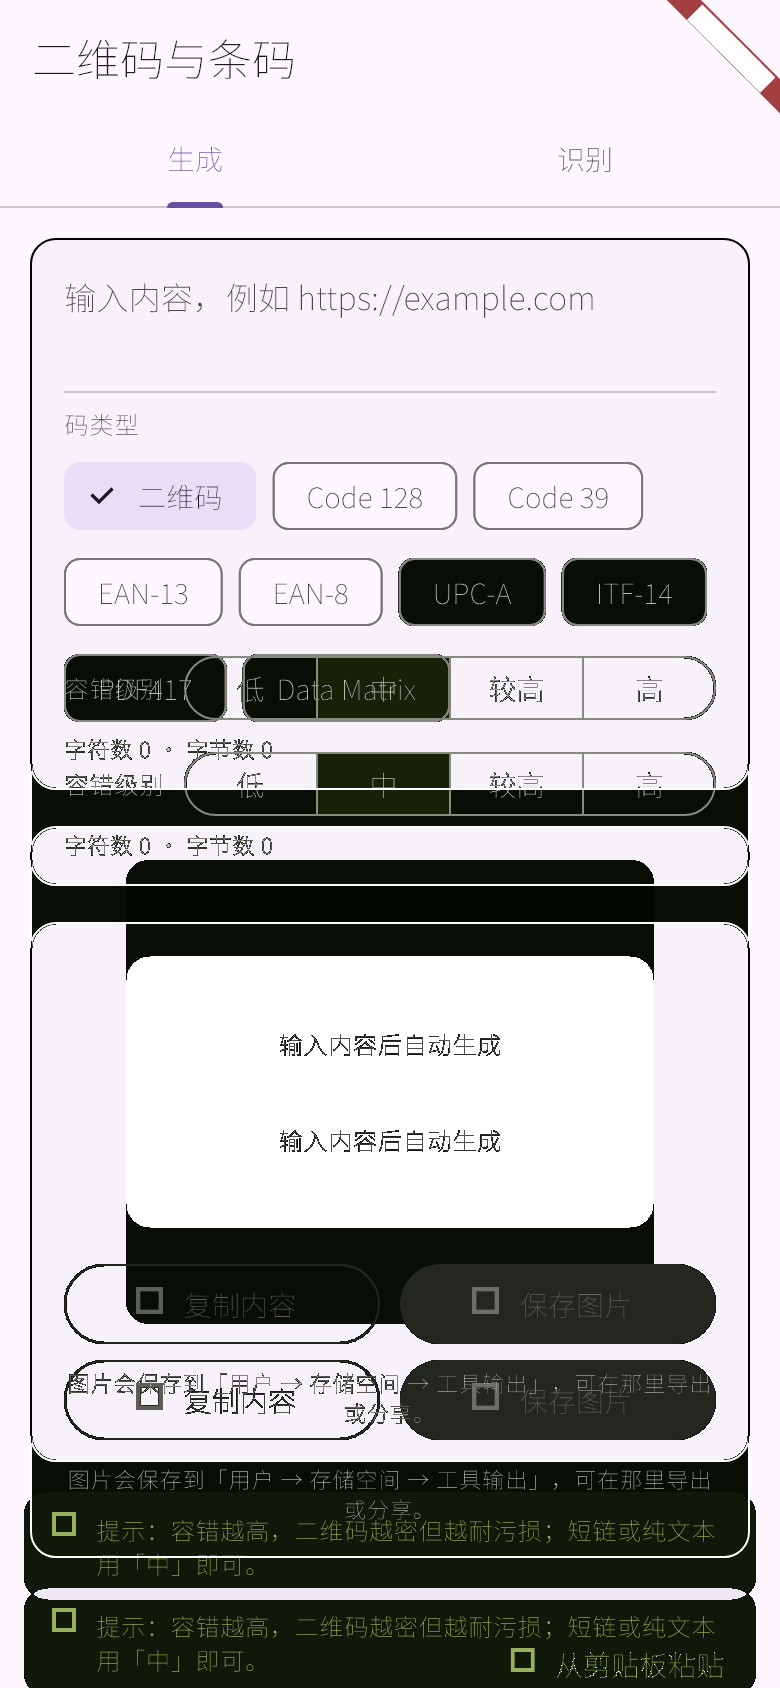 二维码与条码
生成
识别
输入内容，例如 https://example.com
码类型
二维码
Code 128
Code 39
EAN-13
EAN-8
UPC-A
ITF-14
PDF417
Data Matrix
容错级别
低
中
较高
高
字符数 0 · 字节数 0
容错级别
低
中
较高
高
字符数 0 · 字节数 0
输入内容后自动生成
输入内容后自动生成
复制内容
保存图片
图片会保存到「用户 → 存储空间 → 工具输出」，可在那里导出
或分享。
复制内容
保存图片
图片会保存到「用户 → 存储空间 → 工具输出」，可在那里导出
或分享。
提示：容错越高，二维码越密但越耐污损；短链或纯文本
用「中」即可。
提示：容错越高，二维码越密但越耐污损；短链或纯文本
用「中」即可。
从剪贴板粘贴